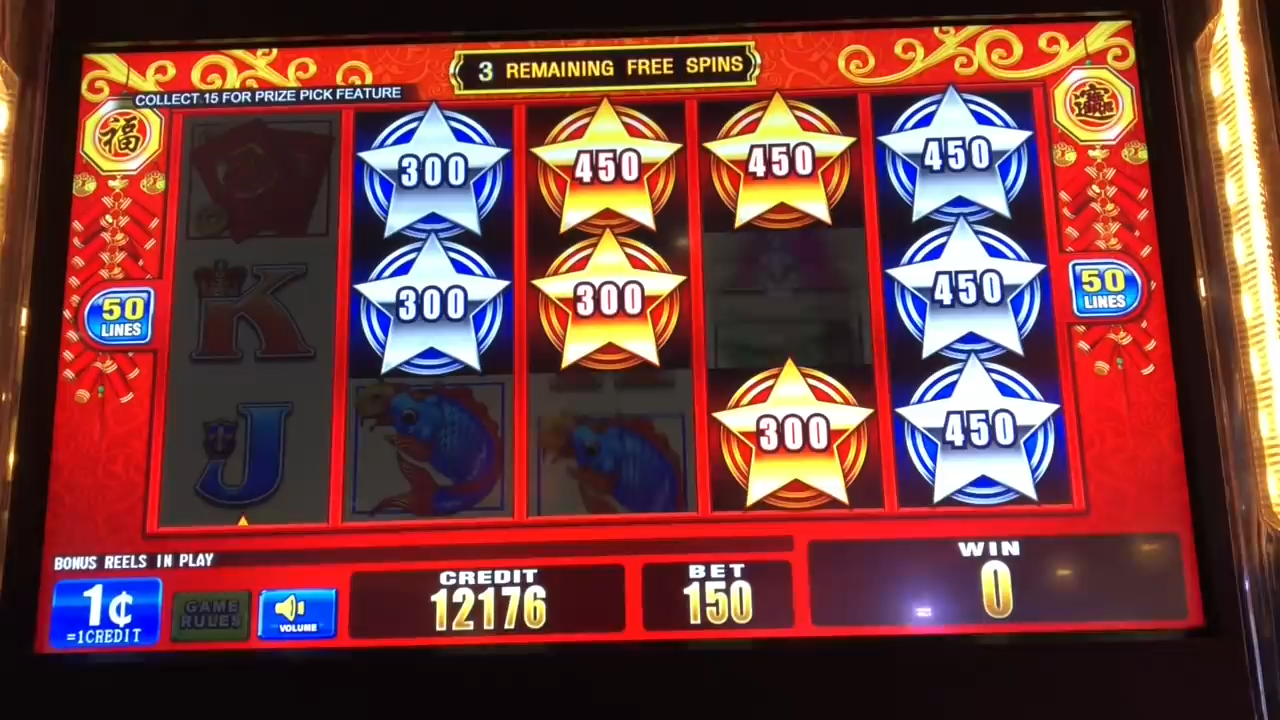 3 REMAINING FREE SPINS
COLLECT 15 FOR PRIZE PICK FEATURE
福
300
450
450
450
50
LINES
K
300
300
450
50
LINES
J
300
450
BONUS REELS IN PLAY
1¢
=1CREDIT
GAME
RULES
VOLUME
CREDIT
12176
BET
150
WIN
0